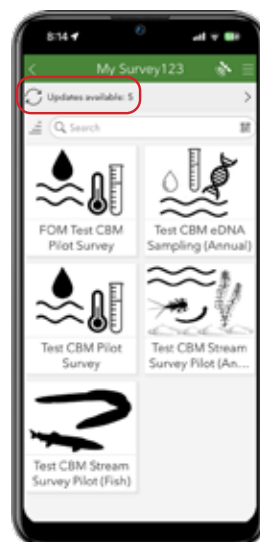 8:14
My Survey123
Updates available: 5
Search
FOM Test CBM
Pilot Survey
Test CBM eDNA
Sampling (Annual)
Test CBM Pilot
Survey
Test CBM Stream
Survey Pilot (An...
Test CBM Stream
Survey Pilot (Fish)